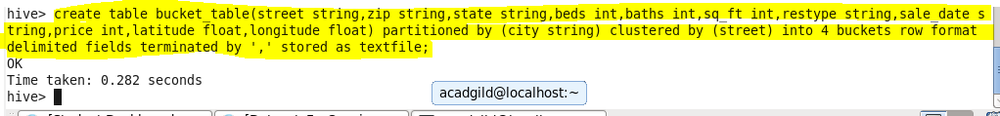 hive> create table bucket_table(street string,zip string,state string,beds int,baths int,sq_ft int,restype string,sale_date s
tring,price int,latitude float,longitude float) partitioned by (city string) clustered by (street) into 4 buckets row format
delimited fields terminated by ',' stored as textfile;
OK
Time taken: 0.282 seconds
hive>
acadgild@localhost:~